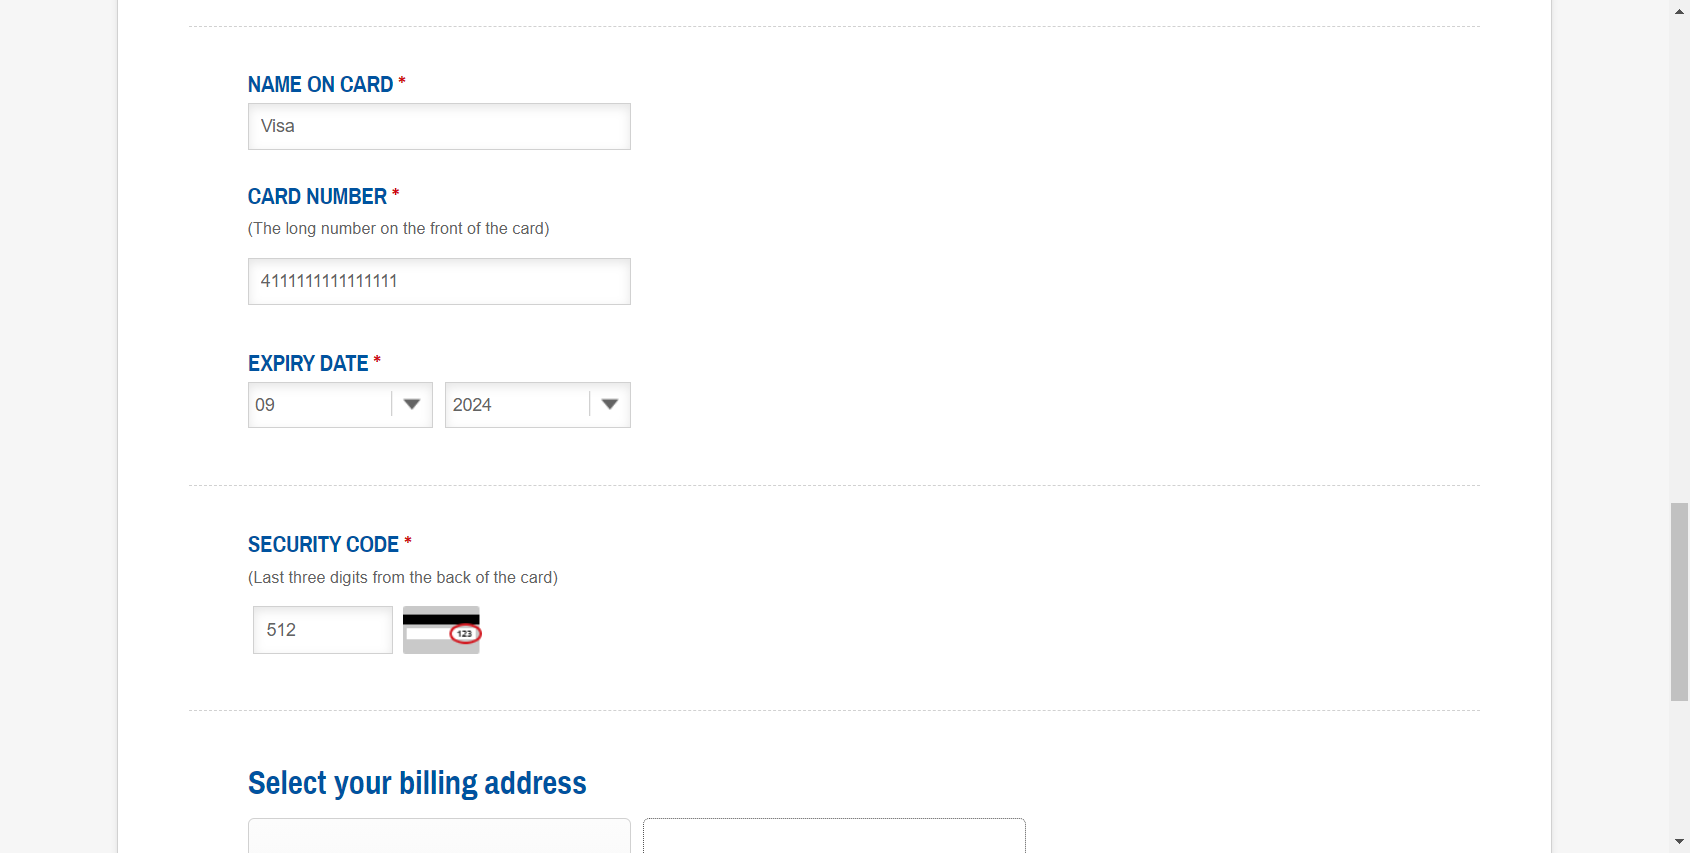 NAME ON CARD *
Visa
CARD NUMBER *
(The long number on the front of the card)
4111111111111111
EXPIRY DATE *
09 2024
SECURITY CODE *
(Last three digits from the back of the card)
512 123
Select your billing address